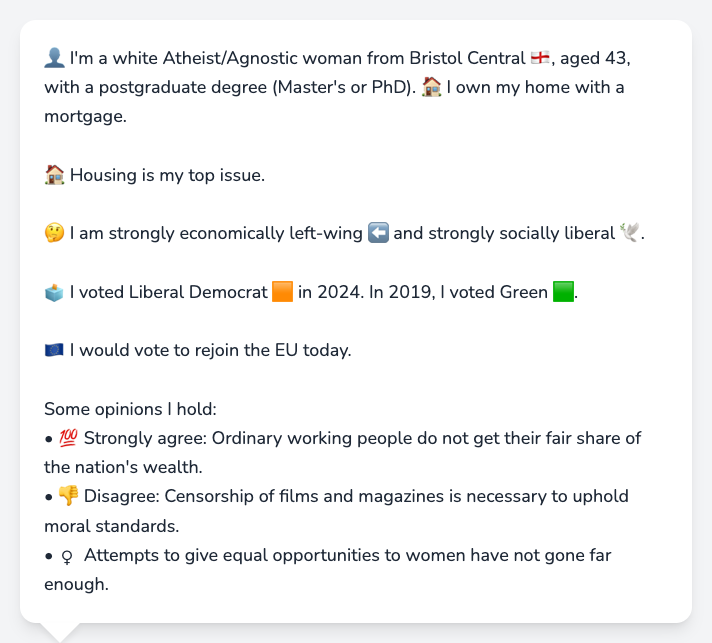 👤 I'm a white Atheist/Agnostic woman from Bristol Central 🏴󠁧󠁢󠁥󠁮󠁧󠁿, aged 43,
with a postgraduate degree (Master's or PhD). 🏠 I own my home with a
mortgage.
🏠 Housing is my top issue.
🤔 I am strongly economically left-wing ⬅️ and strongly socially liberal 🕊️.
🗳️ I voted Liberal Democrat 🟧 in 2024. In 2019, I voted Green 🟩.
🇪🇺 I would vote to rejoin the EU today.
Some opinions I hold:
• 💯 Strongly agree: Ordinary working people do not get their fair share of
the nation's wealth.
• 👎 Disagree: Censorship of films and magazines is necessary to uphold
moral standards.
• ♀ Attempts to give equal opportunities to women have not gone far
enough.